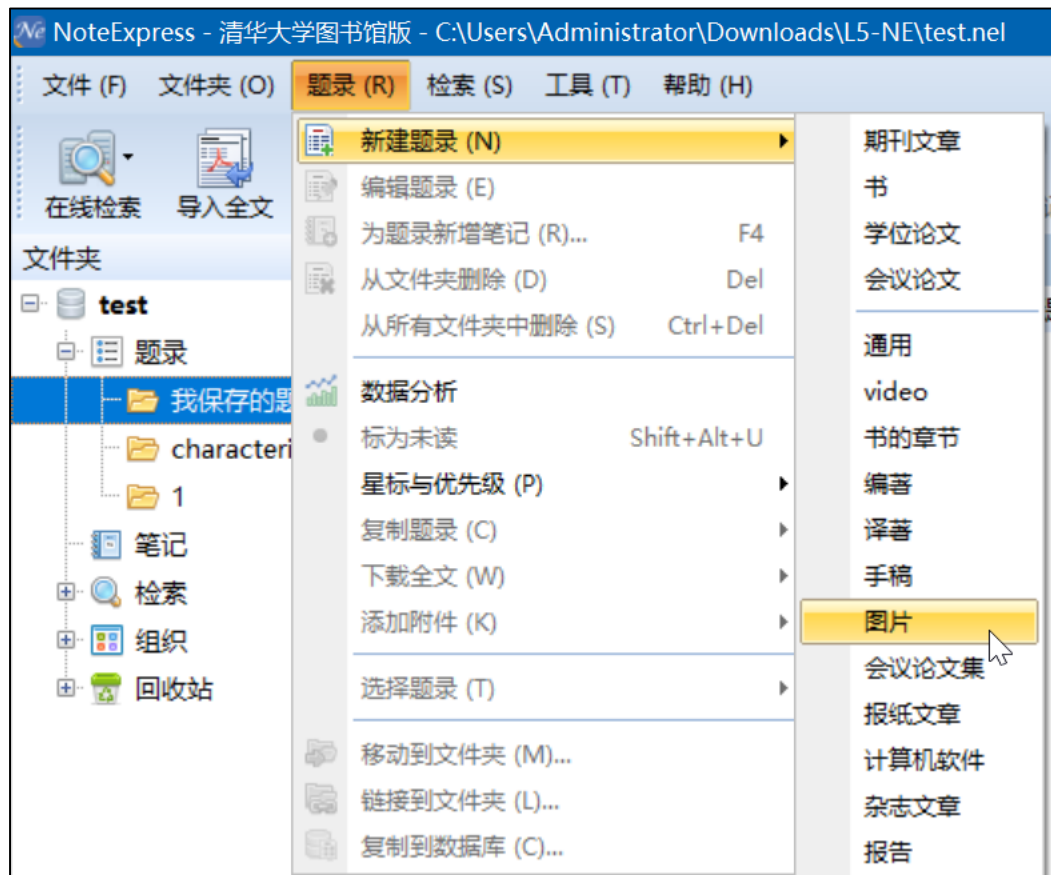 NoteExpress - 清华大学图书馆版 - C:\Users\Administrator\Downloads\L5-NE\test.nel
文件 (F) 文件夹 (O) 题录 (R) 检索 (S) 工具 (T) 帮助 (H)
在线检索 导入全文
文件夹
test
题录
我保存的题
characteri
1
笔记
检索
组织
回收站
新建题录 (N)
编辑题录 (E)
为题录新增笔记 (R)... F4
从文件夹删除 (D) Del
从所有文件夹中删除 (S) Ctrl+Del
数据分析
标为未读 Shift+Alt+U
星标与优先级 (P)
复制题录 (C)
下载全文 (W)
添加附件 (K)
选择题录 (T)
移动到文件夹 (M)...
链接到文件夹 (L)...
复制到数据库 (C)...
期刊文章
书
学位论文
会议论文
通用
video
书的章节
编著
译著
手稿
图片
会议论文集
报纸文章
计算机软件
杂志文章
报告